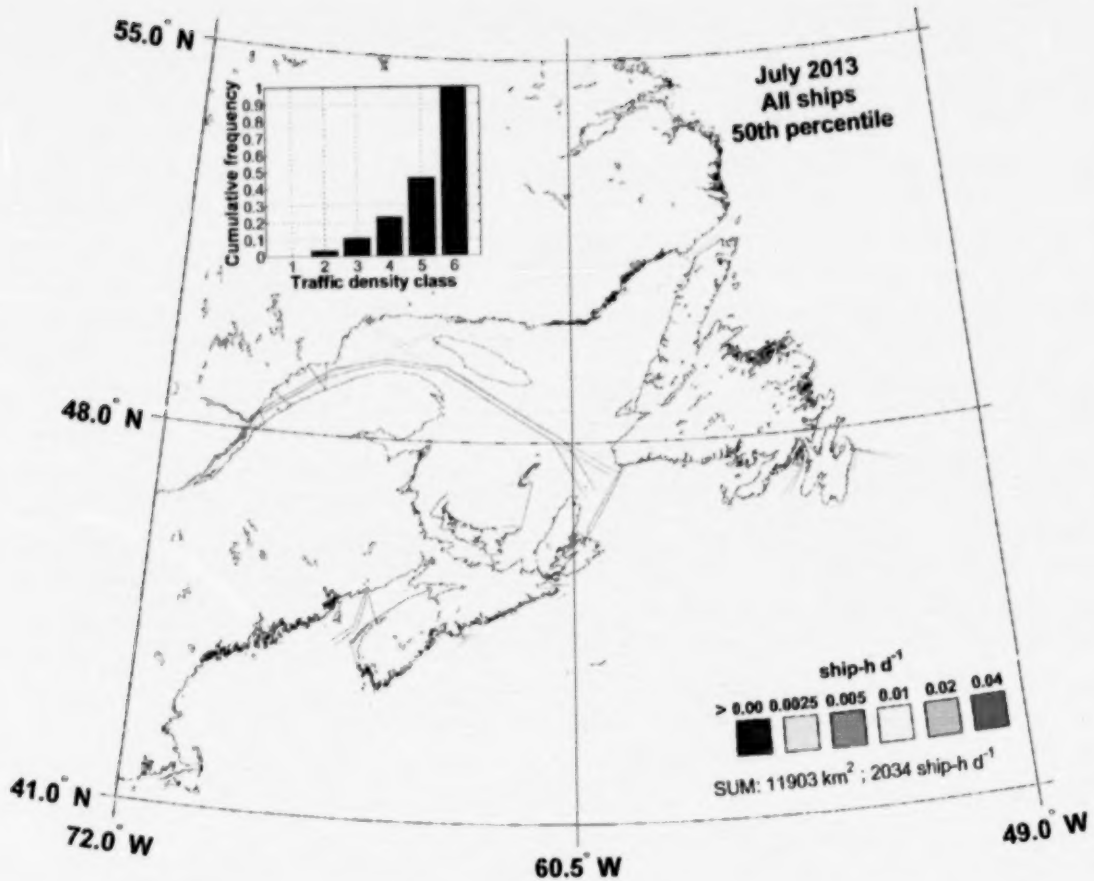 55.0° N
July 2013
All ships
50th percentile
Cumulative frequency
1
0.9
0.8
0.7
0.6
0.5
0.4
0.3
0.2
0.1
0
1 2 3 4 5 6
Traffic density class
48.0° N
ship-h d⁻¹
> 0.00 0.0025 0.005 0.01 0.02 0.04
SUM: 11903 km² ; 2034 ship-h d⁻¹
41.0° N
72.0° W
60.5° W
49.0° W